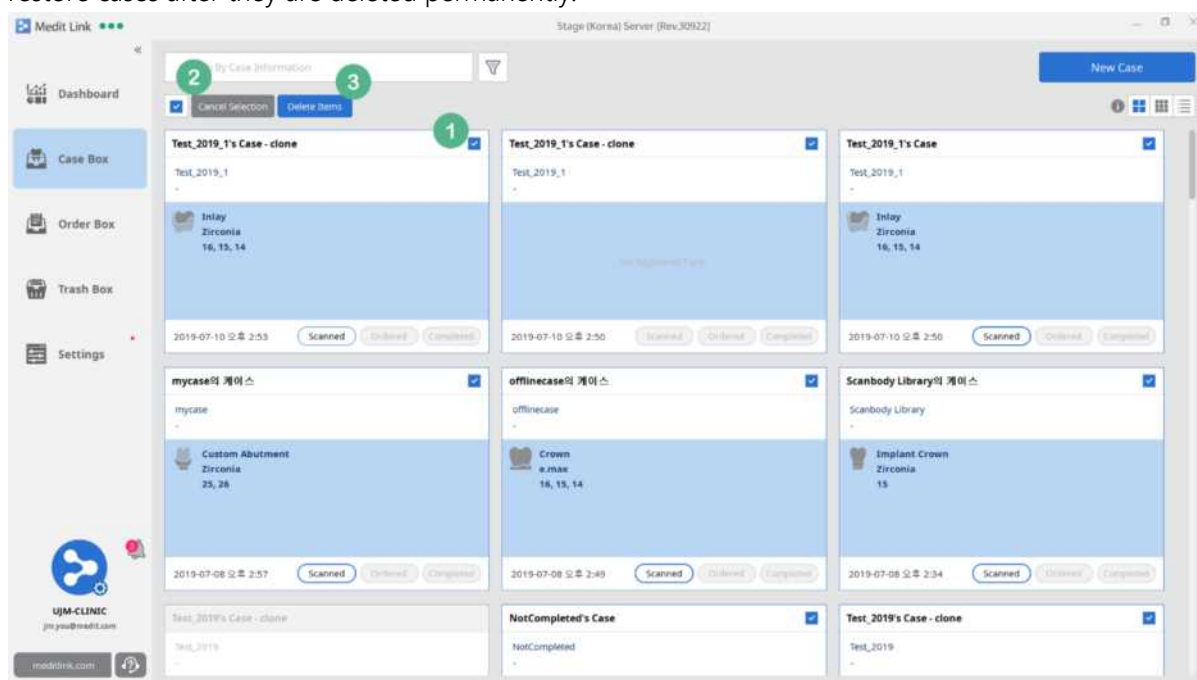 restore cases after they are deleted permanently.
Medit Link
Stage (Korea) Server (Rev.30922)
«
By Case Information
New Case
Dashboard
2
3
Cancel Selection
Delete Items
1
Case Box
Test_2019_1's Case - clone
Test_2019_1
-
Inlay
Zirconia
16, 15, 14
2019-07-10 오후 2:53
Scanned
Ordered
Completed
Test_2019_1's Case - clone
Test_2019_1
-
2019-07-10 오후 2:50
Scanned
Ordered
Completed
Test_2019_1's Case
Test_2019_1
-
Inlay
Zirconia
16, 15, 14
2019-07-10 오후 2:50
Scanned
Ordered
Completed
Order Box
Trash Box
Settings
mycase의 케이스
mycase
-
Custom Abutment
Zirconia
25, 26
2019-07-08 오후 2:57
Scanned
Ordered
Completed
offlinecase의 케이스
offlinecase
-
Crown
e.max
16, 15, 14
2019-07-08 오후 2:49
Scanned
Ordered
Completed
Scanbody Library의 케이스
Scanbody Library
-
Implant Crown
Zirconia
15
2019-07-08 오후 2:34
Scanned
Ordered
Completed
UJM-CLINIC
jm.you@medit.com
meditlink.com
Test_2019's Case - clone
Test_2019
-
NotCompleted's Case
NotCompleted
-
Test_2019's Case - clone
Test_2019
-